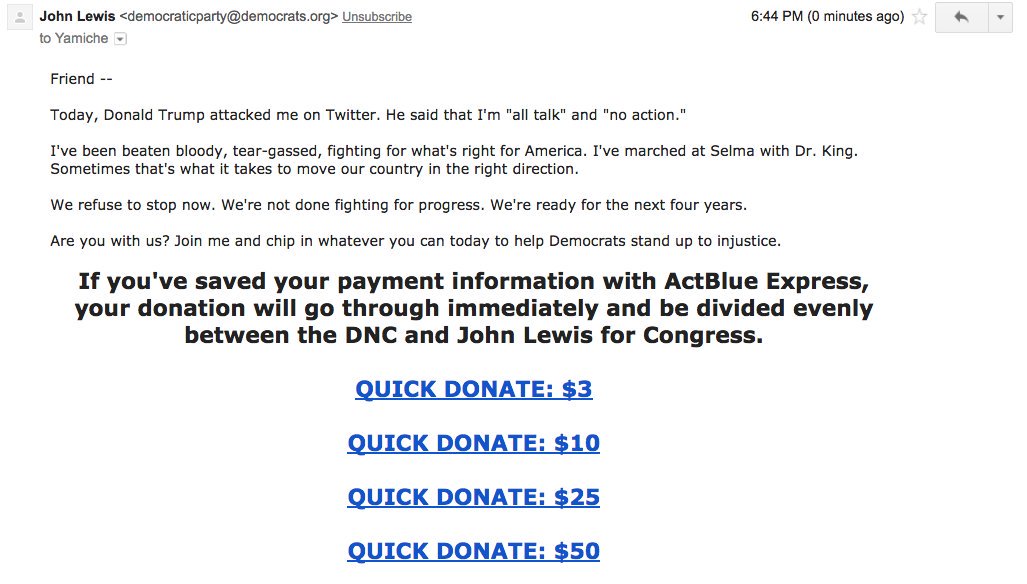 John Lewis <democraticparty@democrats.org> Unsubscribe 6:44 PM (0 minutes ago)
to Yamiche
Friend --
Today, Donald Trump attacked me on Twitter. He said that I'm "all talk" and "no action."
I've been beaten bloody, tear-gassed, fighting for what's right for America. I've marched at Selma with Dr. King.
Sometimes that's what it takes to move our country in the right direction.
We refuse to stop now. We're not done fighting for progress. We're ready for the next four years.
Are you with us? Join me and chip in whatever you can today to help Democrats stand up to injustice.
If you've saved your payment information with ActBlue Express,
your donation will go through immediately and be divided evenly
between the DNC and John Lewis for Congress.
QUICK DONATE: $3
QUICK DONATE: $10
QUICK DONATE: $25
QUICK DONATE: $50